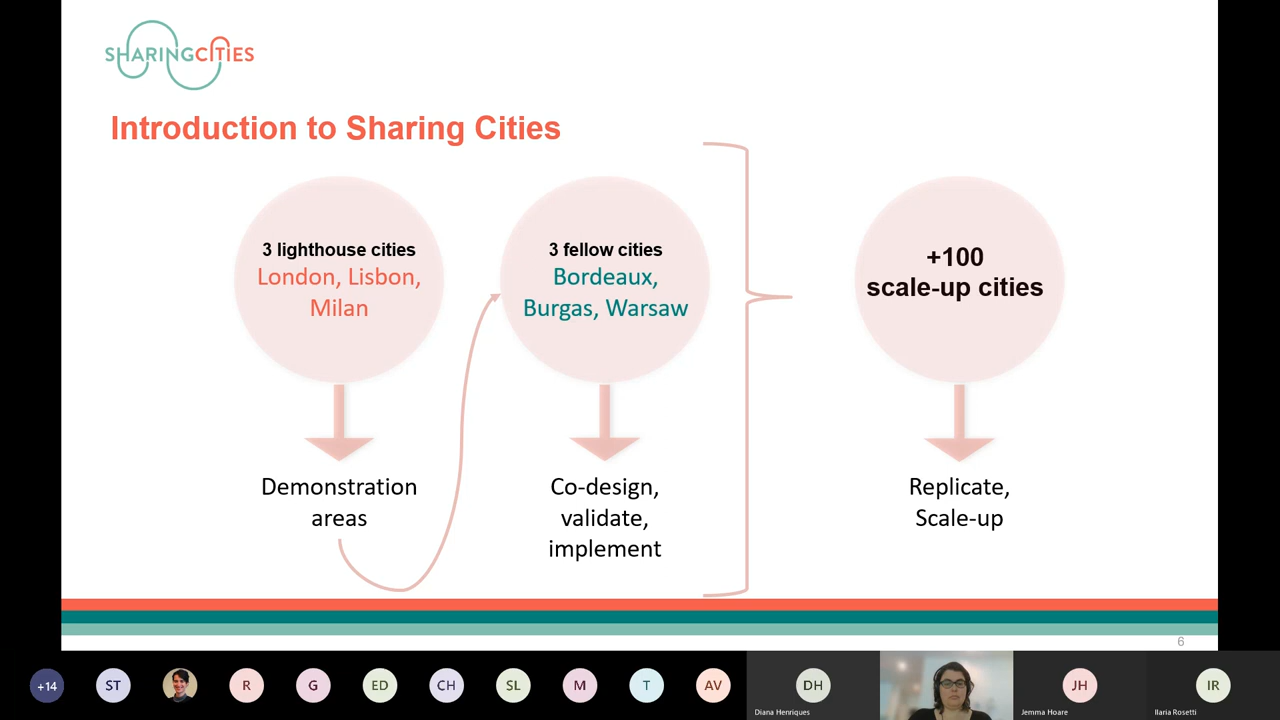 SHARINGCITIES
Introduction to Sharing Cities
3 lighthouse cities
London, Lisbon,
Milan
Demonstration
areas
3 fellow cities
Bordeaux,
Burgas, Warsaw
Co-design,
validate,
implement
+100
scale-up cities
Replicate,
Scale-up
6
+14
ST
R
G
ED
CH
SL
M
T
AV
DH
Diana Henriques
JH
Jemma Hoare
IR
Ilaria Rosetti